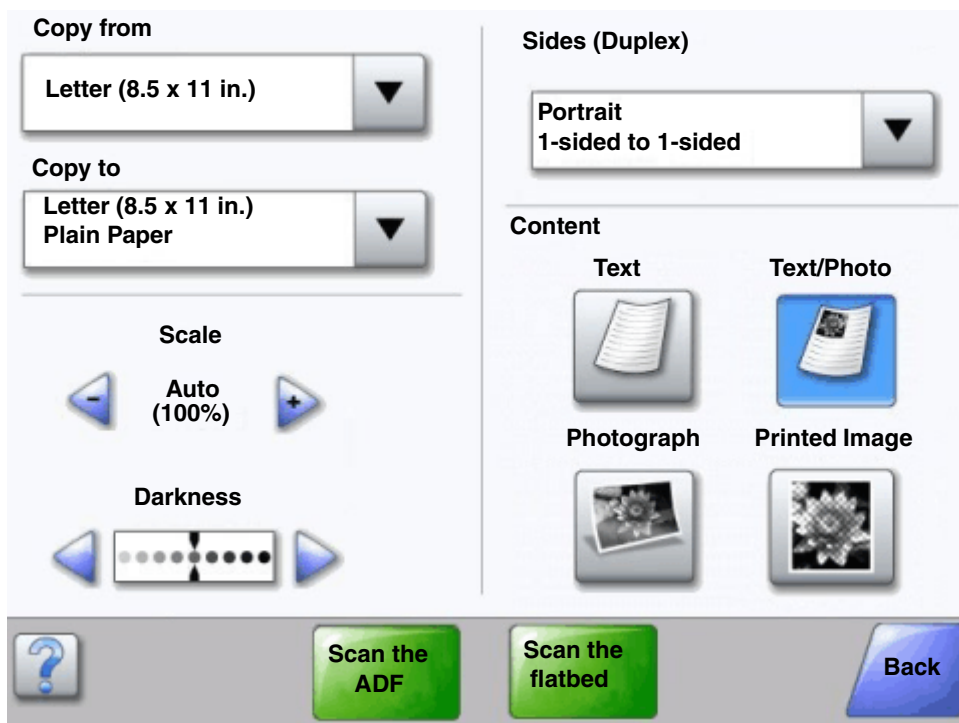 Copy from
Letter (8.5 x 11 in.)
Copy to
Letter (8.5 x 11 in.)
Plain Paper
Scale
Auto
(100%)
Darkness
Sides (Duplex)
Portrait
1-sided to 1-sided
Content
Text
Text/Photo
Photograph
Printed Image
?
Scan the
ADF
Scan the
flatbed
Back